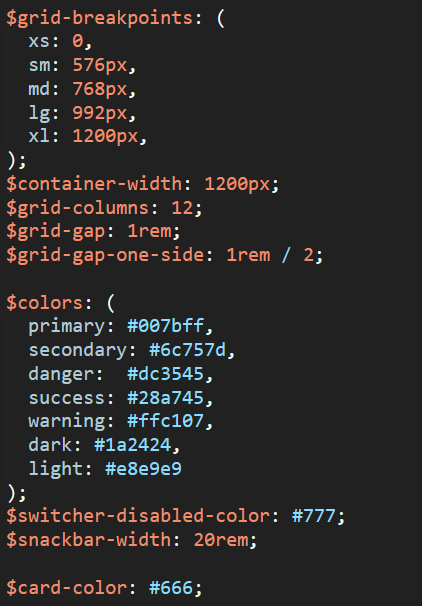 $grid-breakpoints: (
  xs: 0,
  sm: 576px,
  md: 768px,
  lg: 992px,
  xl: 1200px,
);
$container-width: 1200px;
$grid-columns: 12;
$grid-gap: 1rem;
$grid-gap-one-side: 1rem / 2;

$colors: (
  primary: #007bff,
  secondary: #6c757d,
  danger:  #dc3545,
  success: #28a745,
  warning: #ffc107,
  dark: #1a2424,
  light: #e8e9e9
);
$switcher-disabled-color: #777;
$snackbar-width: 20rem;

$card-color: #666;